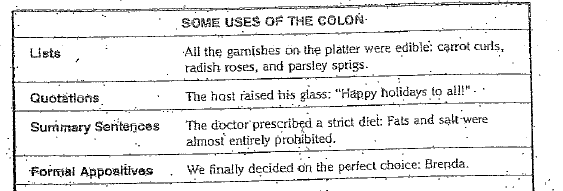 SOME USES OF THE COLON
Lists All the garnishes on the platter were edible: carrot curls,
radish roses, and parsley sprigs.
Quotations The host raised his glass: "Happy holidays to all!"
Summary Sentences The doctor prescribed a strict diet: Fats and salt were
almost entirely prohibited.
Formal Appositives We finally decided on the perfect choice: Brenda.